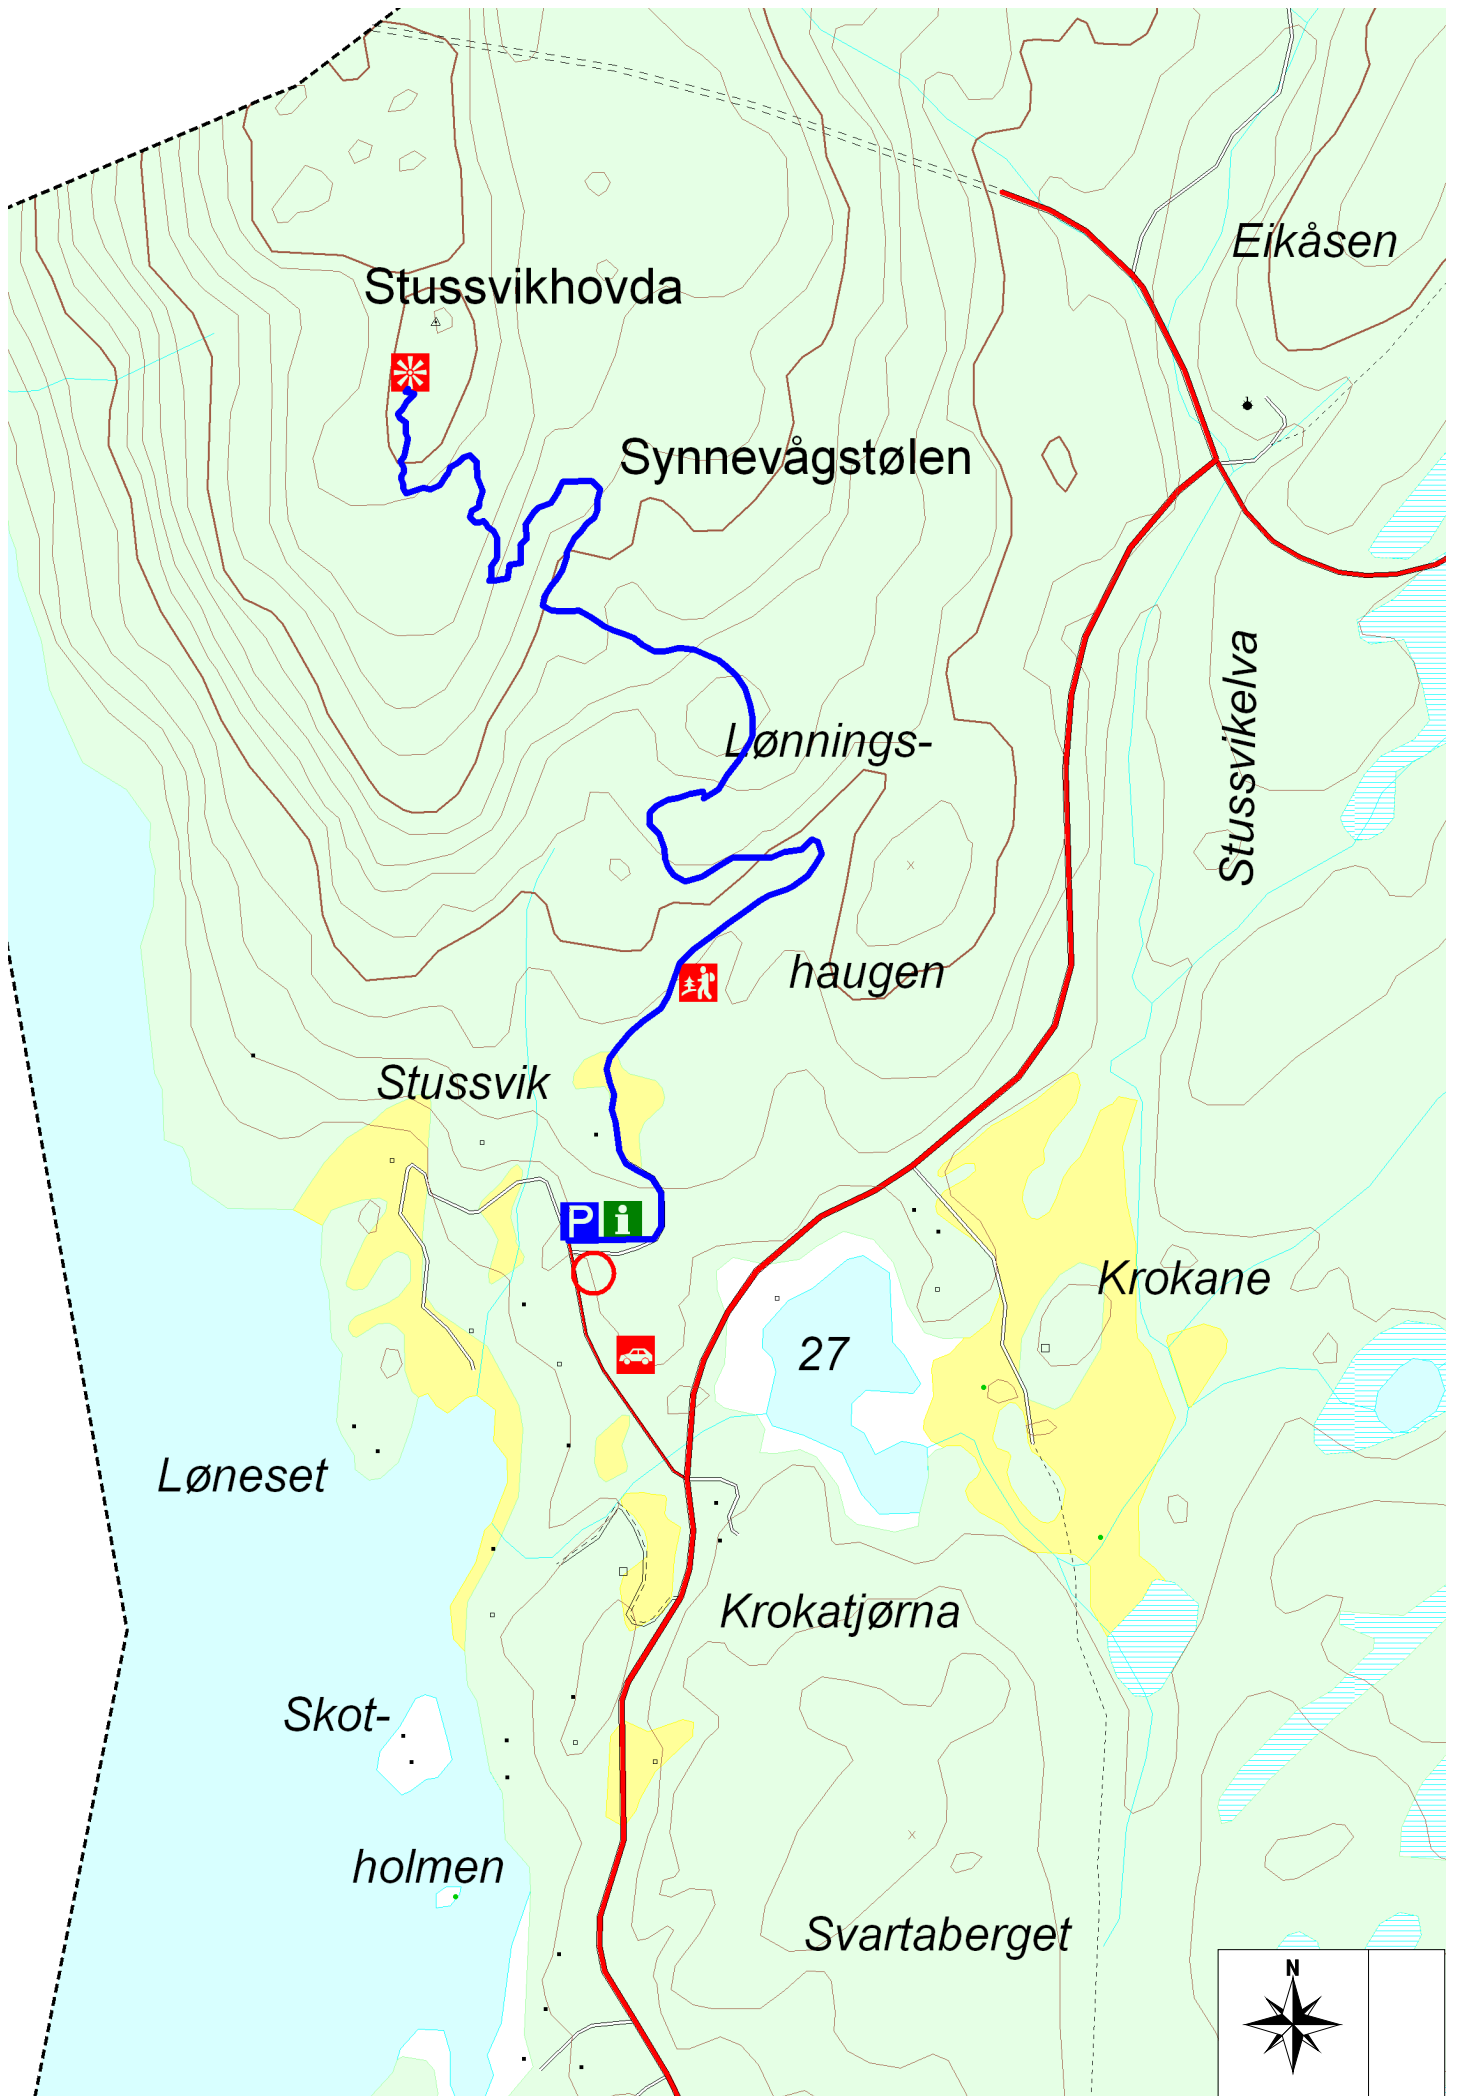 Eikåsen
Stussvikhovda
Synnevågstølen
Stussvikelva
Lønnings-
haugen
Stussvik
P i
Krokane
27
Løneset
Krokatjørna
Skot-
holmen
Svartaberget
N